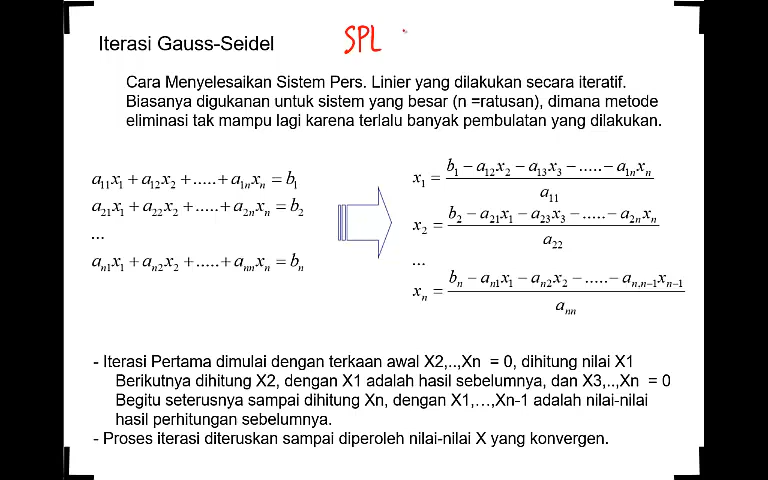 Iterasi Gauss-Seidel
SPL
Cara Menyelesaikan Sistem Pers. Linier yang dilakukan secara iteratif.
Biasanya digukanan untuk sistem yang besar (n =ratusan), dimana metode
eliminasi tak mampu lagi karena terlalu banyak pembulatan yang dilakukan.
a₁₁x₁ + a₁₂x₂ + ..... + a₁ₙxₙ = b₁
a₂₁x₁ + a₂₂x₂ + ..... + a₂ₙxₙ = b₂
...
aₙ₁x₁ + aₙ₂x₂ + ..... + aₙₙxₙ = bₙ
x₁ = (b₁ − a₁₂x₂ − a₁₃x₃ − ..... − a₁ₙxₙ) / a₁₁
x₂ = (b₂ − a₂₁x₁ − a₂₃x₃ − ..... − a₂ₙxₙ) / a₂₂
...
xₙ = (bₙ − aₙ₁x₁ − aₙ₂x₂ − ..... − aₙ,ₙ₋₁xₙ₋₁) / aₙₙ
- Iterasi Pertama dimulai dengan terkaan awal X2,..,Xn = 0, dihitung nilai X1
Berikutnya dihitung X2, dengan X1 adalah hasil sebelumnya, dan X3,..,Xn = 0
Begitu seterusnya sampai dihitung Xn, dengan X1,…,Xn-1 adalah nilai-nilai
hasil perhitungan sebelumnya.
- Proses iterasi diteruskan sampai diperoleh nilai-nilai X yang konvergen.